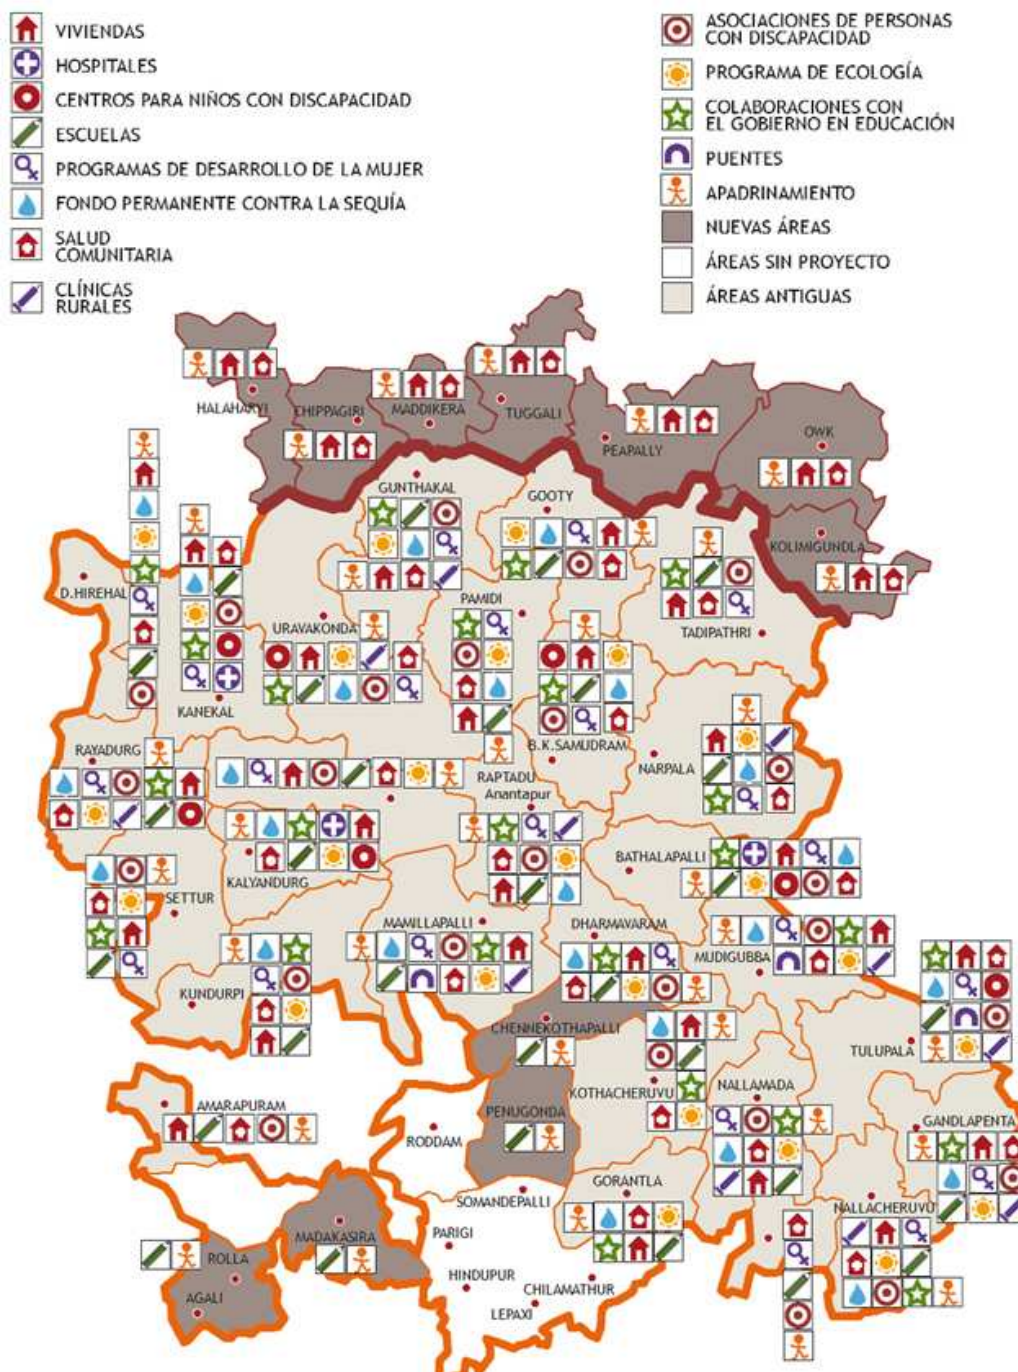 VIVIENDAS
HOSPITALES
CENTROS PARA NIÑOS CON DISCAPACIDAD
ESCUELAS
PROGRAMAS DE DESARROLLO DE LA MUJER
FONDO PERMANENTE CONTRA LA SEQUÍA
SALUD
COMUNITARIA
CLÍNICAS
RURALES
ASOCIACIONES DE PERSONAS
CON DISCAPACIDAD
PROGRAMA DE ECOLOGÍA
COLABORACIONES CON
EL GOBIERNO EN EDUCACIÓN
PUENTES
APADRINAMIENTO
NUEVAS ÁREAS
ÁREAS SIN PROYECTO
ÁREAS ANTIGUAS
HALAHARVI
CHIPPAGIRI
MADDIKERA
TUGGALI
PEAPALLY
OWK
GUNTHAKAL
GOOTY
KOLIMIGUNDLA
D.HIREHAL
PAMIDI
URAVAKONDA
TADIPATHRI
KANEKAL
RAYADURG
B.K.SAMUDRAM
NARPALA
RAPTADU
Anantapur
BATHALAPALLI
KALYANDURG
SETTUR
MAMILLAPALLI
DHARMAVARAM
MUDIGUBBA
KUNDURPI
CHENNEKOTHAPALLI
TULUPALA
KOTHACHERUVU
NALLAMADA
AMARAPURAM
PENUGONDA
RODDAM
GANDLAPENTA
GORANTLA
SOMANDEPALLI
NALLACHERUVU
MADAKASIRA
PARIGI
ROLLA
HINDUPUR
CHILAMATHUR
AGALI
LEPAXI